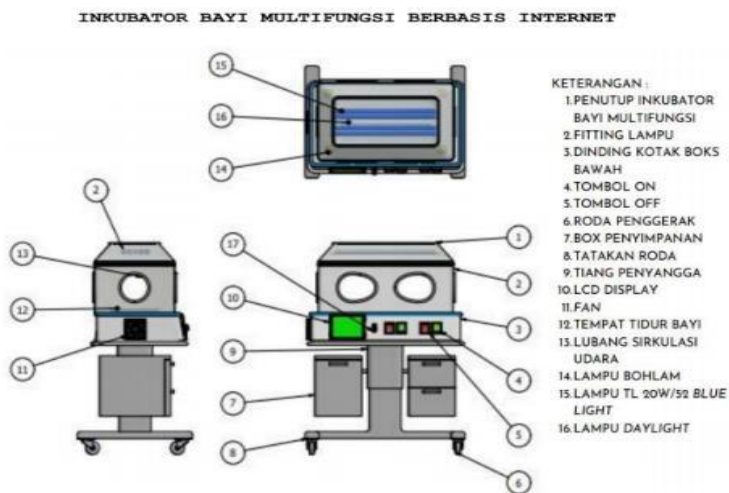 INKUBATOR BAYI MULTIFUNGSI BERBASIS INTERNET
15
16
14
2
13
12
11
17
10
9
7
8
1
2
3
4
5
6
KETERANGAN :
1.PENUTUP INKUBATOR
BAYI MULTIFUNGSI
2.FITTING LAMPU
3.DINDING KOTAK BOKS
BAWAH
4.TOMBOL ON
5.TOMBOL OFF
6.RODA PENGGERAK
7.BOX PENYIMPANAN
8.TATAKAN RODA
9.TIANG PENYANGGA
10.LCD DISPLAY
11.FAN
12.TEMPAT TIDUR BAYI
13.LUBANG SIRKULASI
UDARA
14.LAMPU BOHLAM
15.LAMPU TL 20W/52 BLUE
LIGHT
16.LAMPU DAYLIGHT